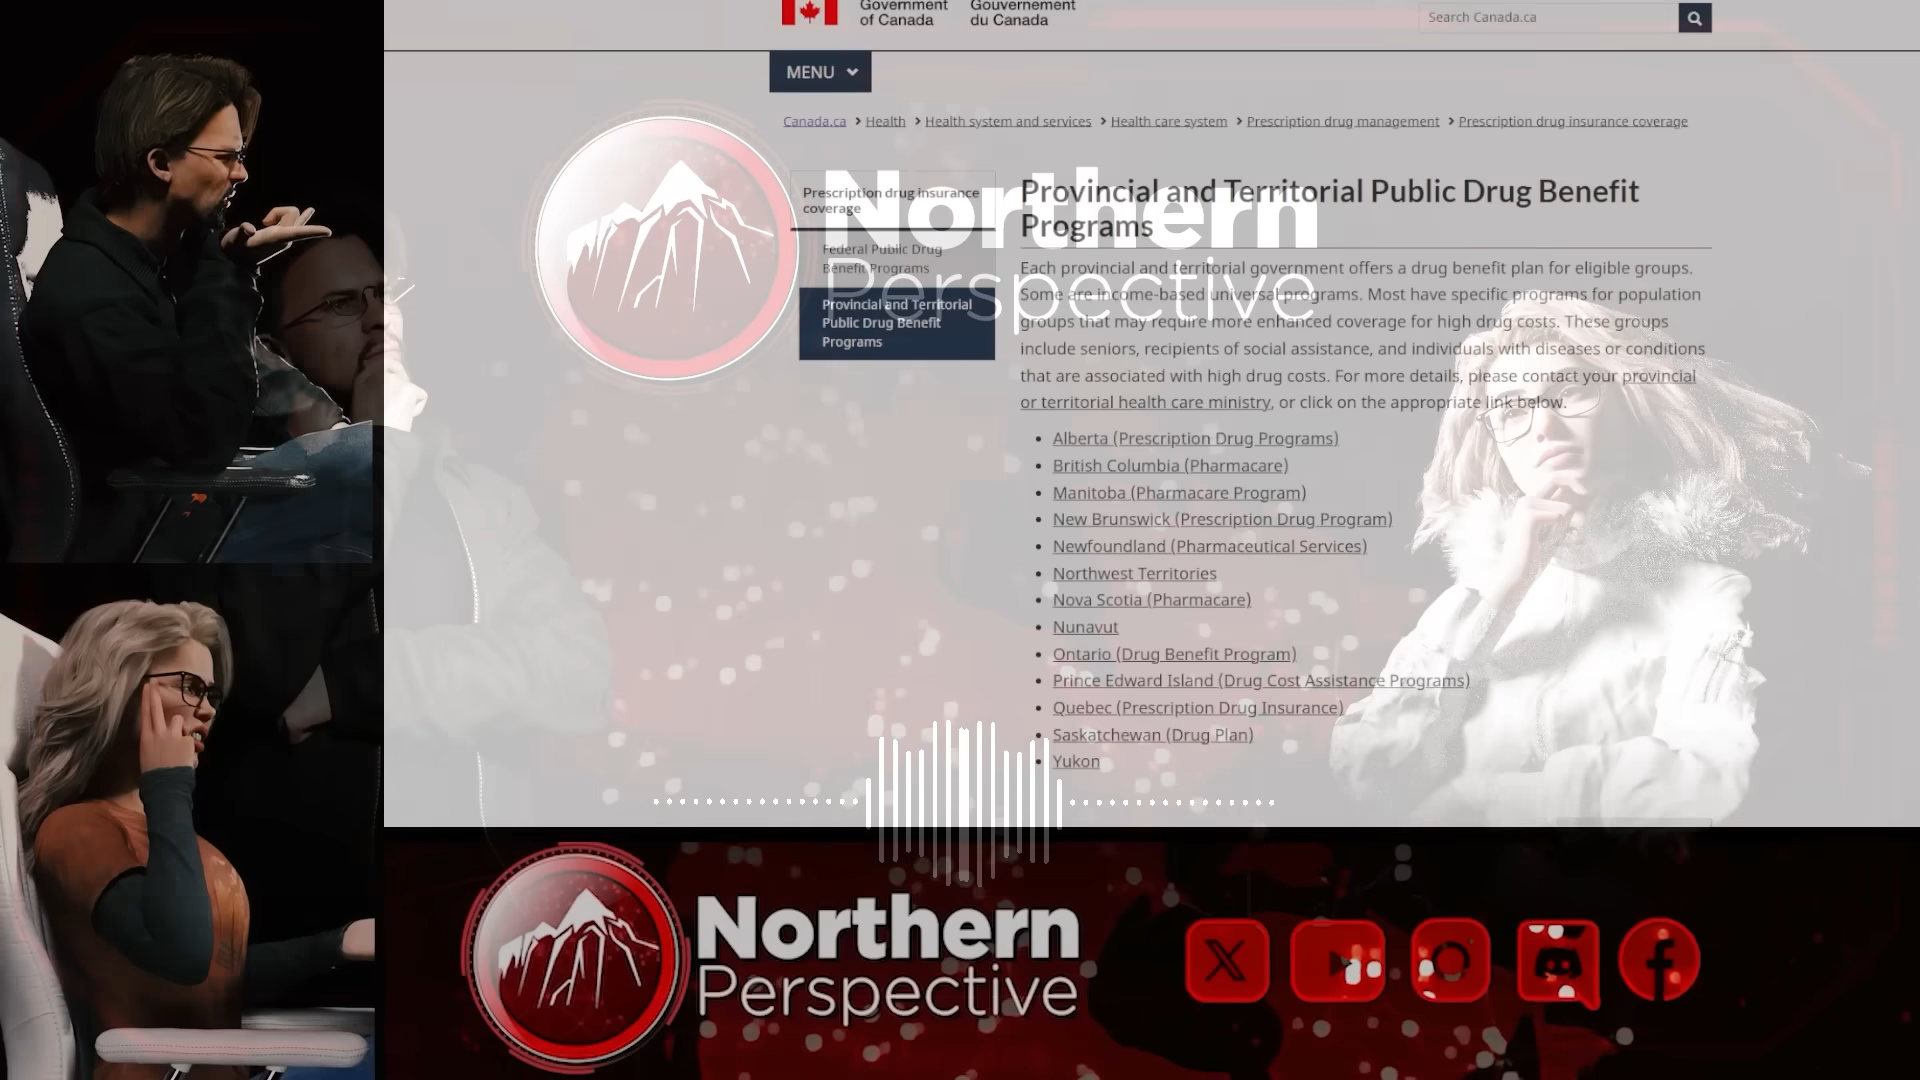 Government Gouvernement
of Canada du Canada
Search Canada.ca
MENU
Canada.ca > Health > Health system and services > Health care system > Prescription drug management > Prescription drug insurance coverage
Prescription drug insurance
coverage
Federal Public Drug
Benefit Programs
Provincial and Territorial
Public Drug Benefit
Programs
Northern
Perspective
Provincial and Territorial Public Drug Benefit
Programs
Each provincial and territorial government offers a drug benefit plan for eligible groups.
Some are income-based universal programs. Most have specific programs for population
groups that may require more enhanced coverage for high drug costs. These groups
include seniors, recipients of social assistance, and individuals with diseases or conditions
that are associated with high drug costs. For more details, please contact your provincial
or territorial health care ministry, or click on the appropriate link below.
• Alberta (Prescription Drug Programs)
• British Columbia (Pharmacare)
• Manitoba (Pharmacare Program)
• New Brunswick (Prescription Drug Program)
• Newfoundland (Pharmaceutical Services)
• Northwest Territories
• Nova Scotia (Pharmacare)
• Nunavut
• Ontario (Drug Benefit Program)
• Prince Edward Island (Drug Cost Assistance Programs)
• Quebec (Prescription Drug Insurance)
• Saskatchewan (Drug Plan)
• Yukon
Northern
Perspective